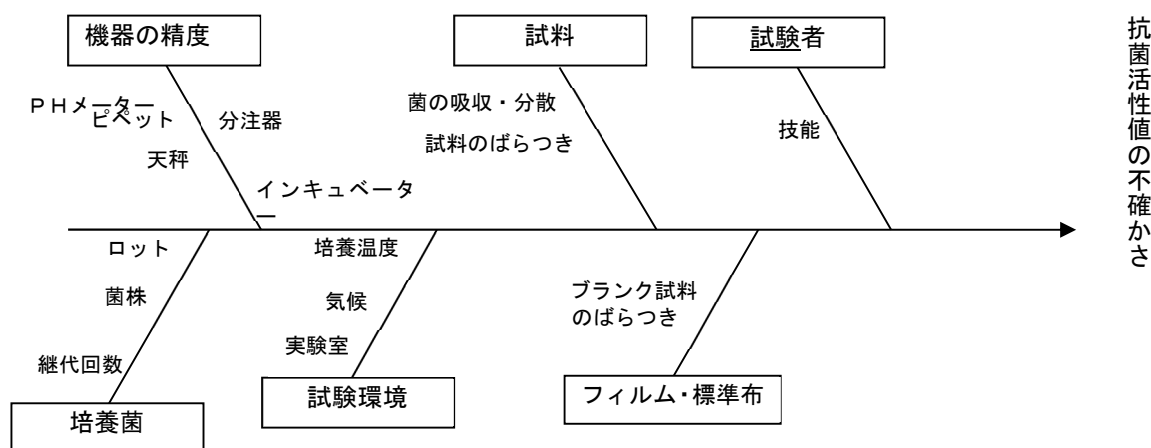 機器の精度
試料
試験者
ＰＨメーター
ピペット
分注器
天秤
インキュベータ
ー
菌の吸収・分散
試料のばらつき
技能
抗菌活性値の不確かさ
ロット
菌株
継代回数
培養菌
培養温度
気候
実験室
試験環境
ブランク試料
のばらつき
フィルム・標準布